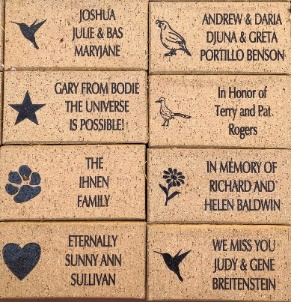 JOSHUA
JULIE & BAS
MARYJANE
ANDREW & DARIA
DJUNA & GRETA
PORTILLO BENSON
GARY FROM BODIE
THE UNIVERSE
IS POSSIBLE!
In Honor of
Terry and Pat
Rogers
THE
IHNEN
FAMILY
IN MEMORY OF
RICHARD AND
HELEN BALDWIN
ETERNALLY
SUNNY ANN
SULLIVAN
WE MISS YOU
JUDY & GENE
BREITENSTEIN